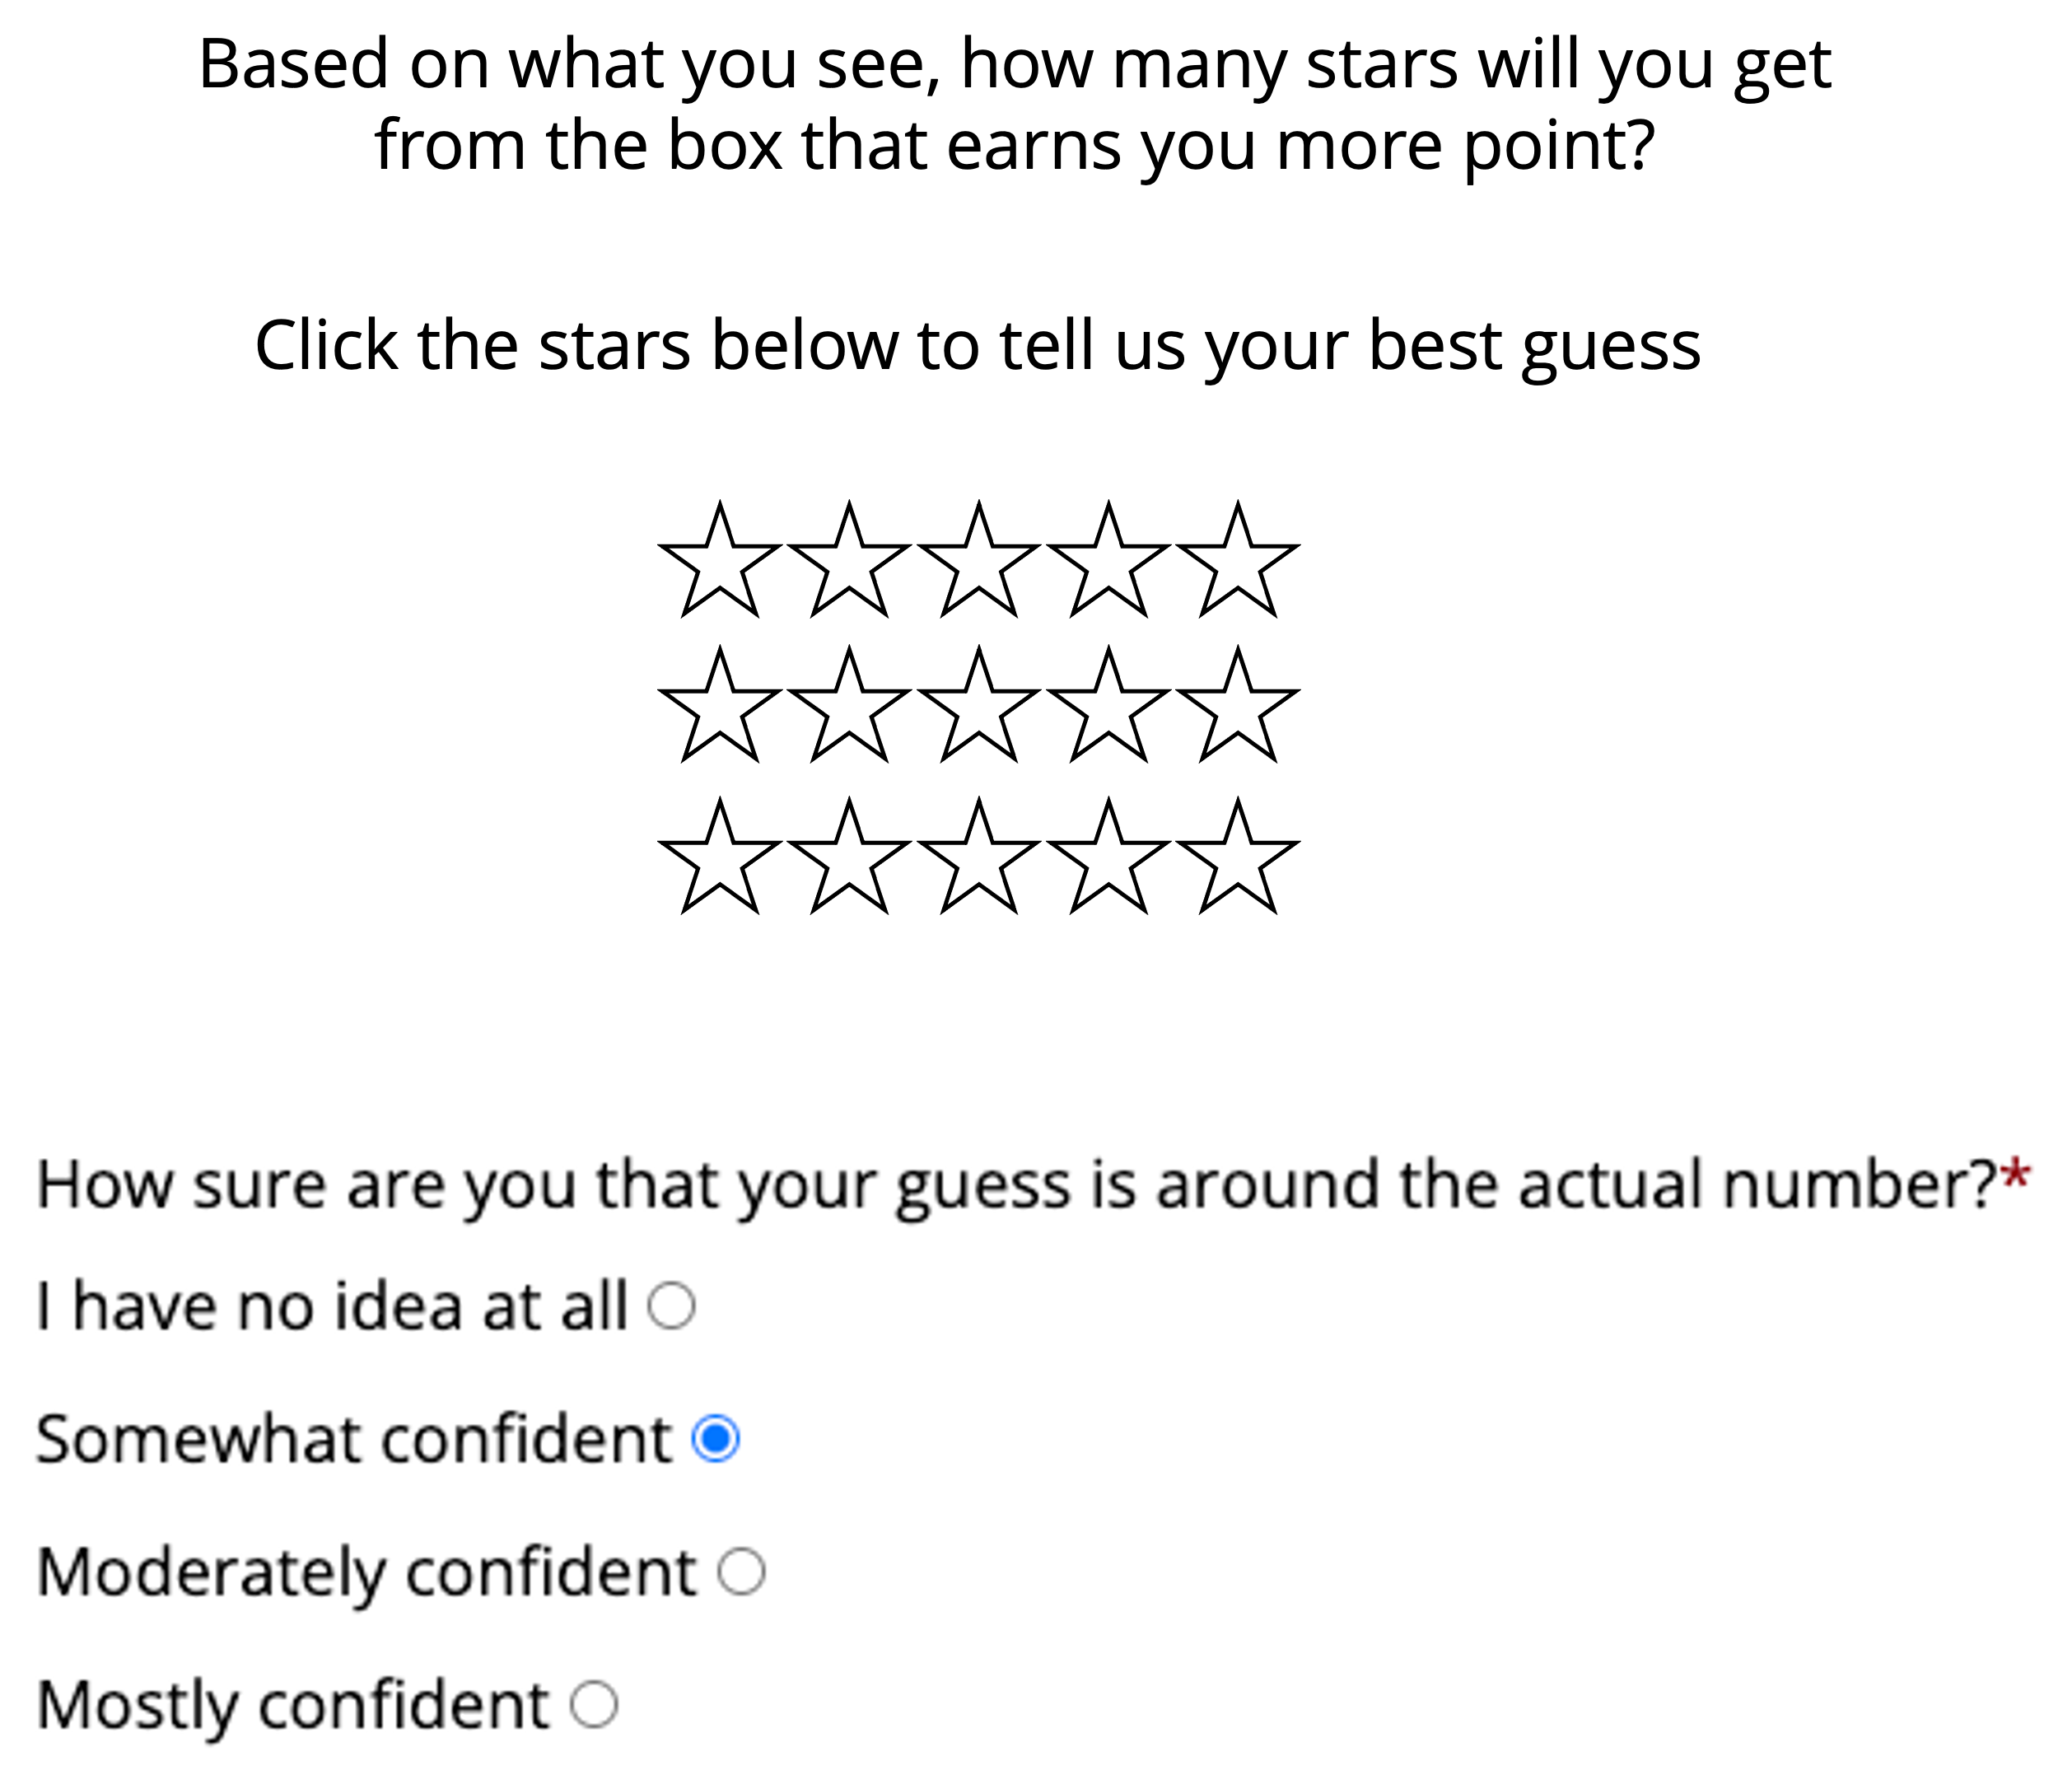 Based on what you see, how many stars will you get
from the box that earns you more point?
Click the stars below to tell us your best guess
How sure are you that your guess is around the actual number?*
I have no idea at all
Somewhat confident
Moderately confident
Mostly confident